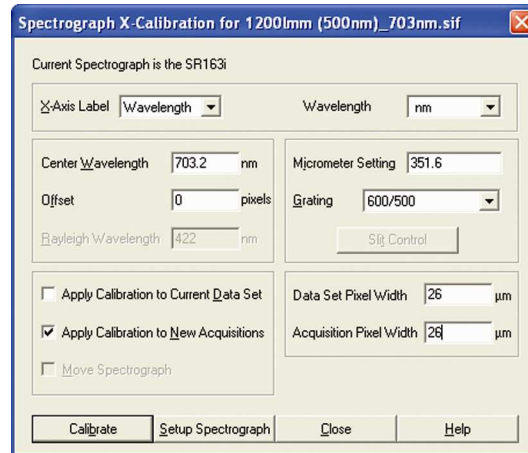 Spectrograph X-Calibration for 1200lmm (500nm)_703nm.sif
Current Spectrograph is the SR163i
X-Axis Label Wavelength Wavelength nm
Center Wavelength 703.2 nm
Micrometer Setting 351.6
Offset 0 pixels
Grating 600/500
Rayleigh Wavelength 422 nm
Slit Control
Apply Calibration to Current Data Set
Data Set Pixel Width 26 µm
Apply Calibration to New Acquisitions
Acquisition Pixel Width 26 µm
Move Spectrograph
Calibrate Setup Spectrograph Close Help